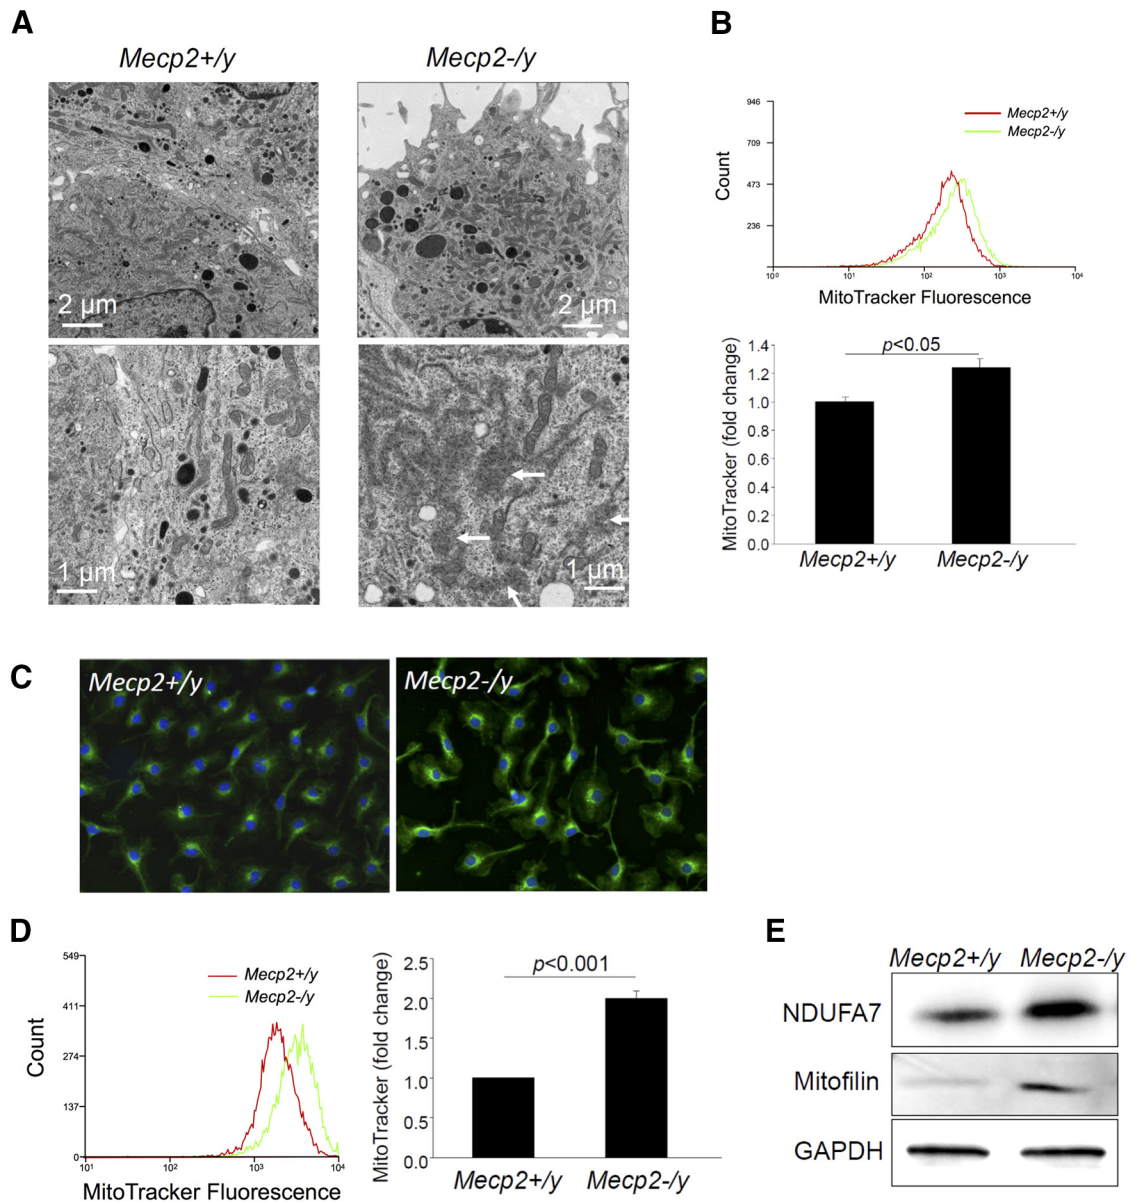 A
Mecp2+/y
Mecp2-/y
2 µm
2 µm
1 µm
1 µm
B
946
709
473
236
Count
Mecp2+/y
Mecp2-/y
10⁰
10¹
10²
10³
10⁴
MitoTracker Fluorescence
MitoTracker (fold change)
1.4
1.2
1.0
0.8
0.6
0.4
0.2
0.0
p<0.05
Mecp2+/y
Mecp2-/y
C
Mecp2+/y
Mecp2-/y
D
549
411
274
137
0
Count
Mecp2+/y
Mecp2-/y
10¹
10²
10³
10⁴
MitoTracker Fluorescence
MitoTracker (fold change)
2.5
2.0
1.5
1.0
0.5
0.0
p<0.001
Mecp2+/y
Mecp2-/y
E
Mecp2+/y
Mecp2-/y
NDUFA7
Mitofilin
GAPDH